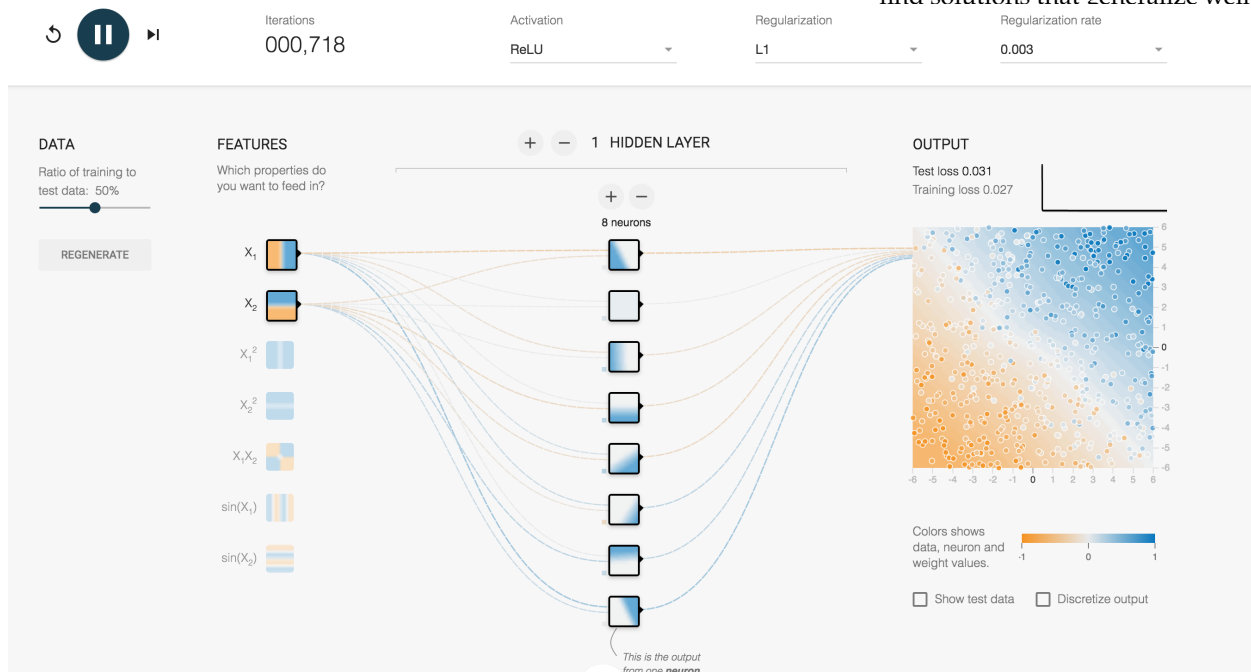 find solutions that generalize well
Iterations
000,718
Activation
ReLU
Regularization
L1
Regularization rate
0.003
DATA
Ratio of training to
test data: 50%
REGENERATE
FEATURES
Which properties do
you want to feed in?
X1
X2
X1²
X2²
X1X2
sin(X1)
sin(X2)
+ − 1 HIDDEN LAYER
+ −
8 neurons
This is the output
from one neuron.
OUTPUT
Test loss 0.031
Training loss 0.027
6
5
4
3
2
1
0
-1
-2
-3
-4
-5
-6
-6 -5 -4 -3 -2 -1 0 1 2 3 4 5 6
Colors shows
data, neuron and
weight values.
-1 0 1
Show test data
Discretize output